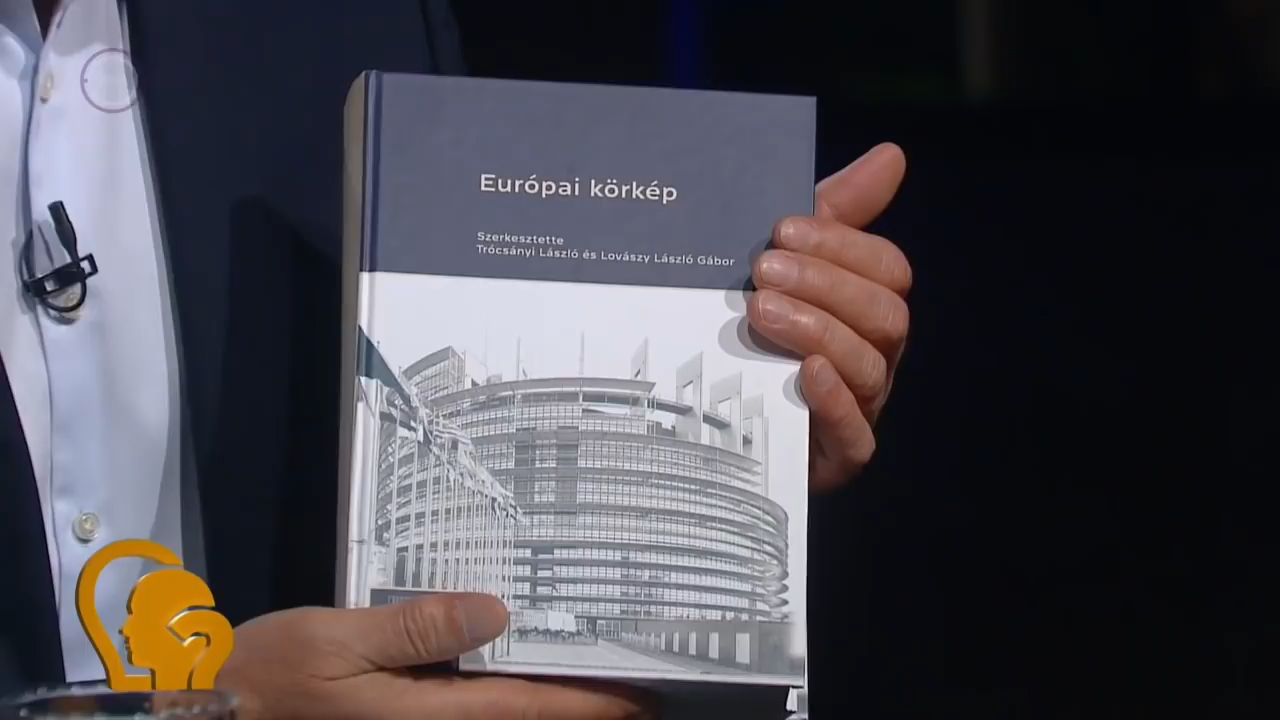 Európai körkép
Szerkesztette
Trócsányi László és Lovászy László Gábor